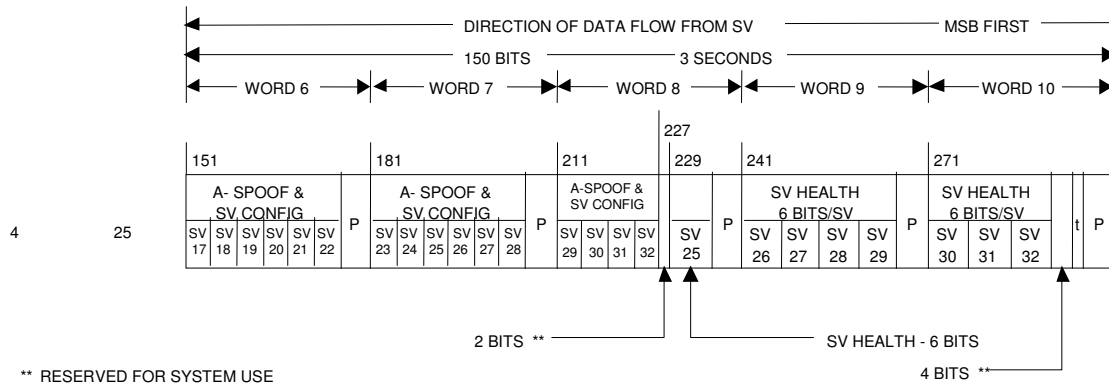 DIRECTION OF DATA FLOW FROM SV MSB FIRST
150 BITS 3 SECONDS
WORD 6 WORD 7 WORD 8 WORD 9 WORD 10
227
151 181 211 229 241 271
A- SPOOF & A- SPOOF & A-SPOOF & SV HEALTH SV HEALTH
SV CONFIG SV CONFIG SV CONFIG 6 BITS/SV 6 BITS/SV
P P P P t P
4 25 SV SV SV SV SV SV SV SV SV SV SV SV SV SV SV SV SV SV SV SV SV SV SV SV
17 18 19 20 21 22 23 24 25 26 27 28 29 30 31 32 25 26 27 28 29 30 31 32
2 BITS ** SV HEALTH - 6 BITS
** RESERVED FOR SYSTEM USE 4 BITS **